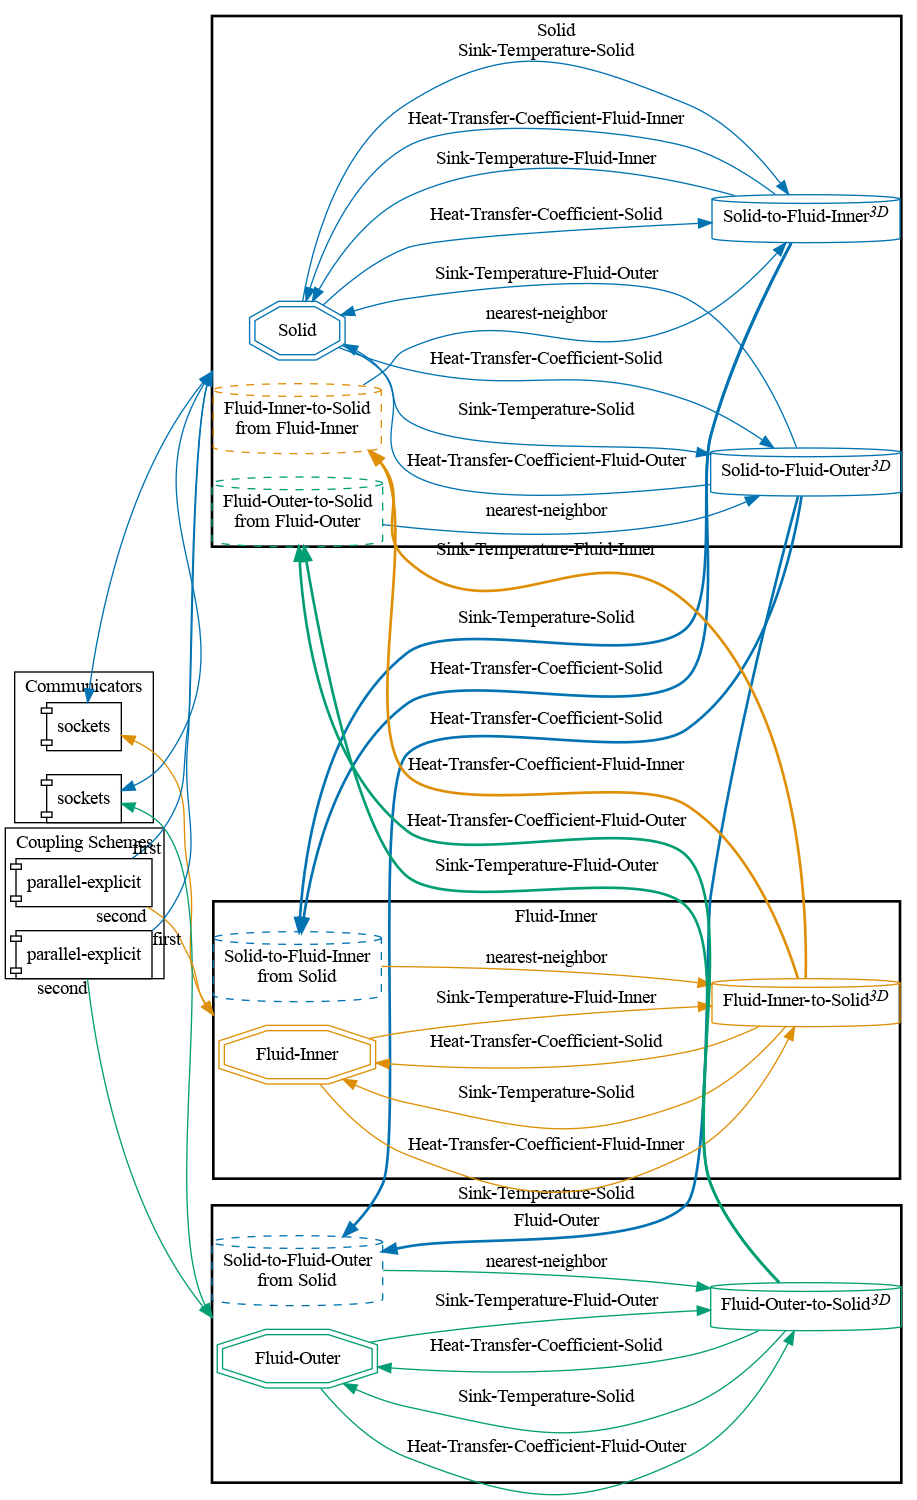 Solid
Sink-Temperature-Solid
Heat-Transfer-Coefficient-Fluid-Inner
Sink-Temperature-Fluid-Inner
Heat-Transfer-Coefficient-Solid
Solid-to-Fluid-Inner3D
Sink-Temperature-Fluid-Outer
nearest-neighbor
Solid
Heat-Transfer-Coefficient-Solid
Fluid-Inner-to-Solid
from Fluid-Inner
Sink-Temperature-Solid
Heat-Transfer-Coefficient-Fluid-Outer
Solid-to-Fluid-Outer3D
Fluid-Outer-to-Solid
from Fluid-Outer
nearest-neighbor
Sink-Temperature-Fluid-Inner
Sink-Temperature-Solid
Heat-Transfer-Coefficient-Solid
Heat-Transfer-Coefficient-Solid
Heat-Transfer-Coefficient-Fluid-Inner
Heat-Transfer-Coefficient-Fluid-Outer
Sink-Temperature-Fluid-Outer
Communicators
sockets
sockets
Coupling Schemes
first
parallel-explicit
second
first
parallel-explicit
second
Fluid-Inner
Solid-to-Fluid-Inner
from Solid
nearest-neighbor
Sink-Temperature-Fluid-Inner
Fluid-Inner-to-Solid3D
Fluid-Inner
Heat-Transfer-Coefficient-Solid
Sink-Temperature-Solid
Heat-Transfer-Coefficient-Fluid-Inner
Sink-Temperature-Solid
Fluid-Outer
Solid-to-Fluid-Outer
from Solid
nearest-neighbor
Sink-Temperature-Fluid-Outer
Fluid-Outer-to-Solid3D
Fluid-Outer
Heat-Transfer-Coefficient-Solid
Sink-Temperature-Solid
Heat-Transfer-Coefficient-Fluid-Outer